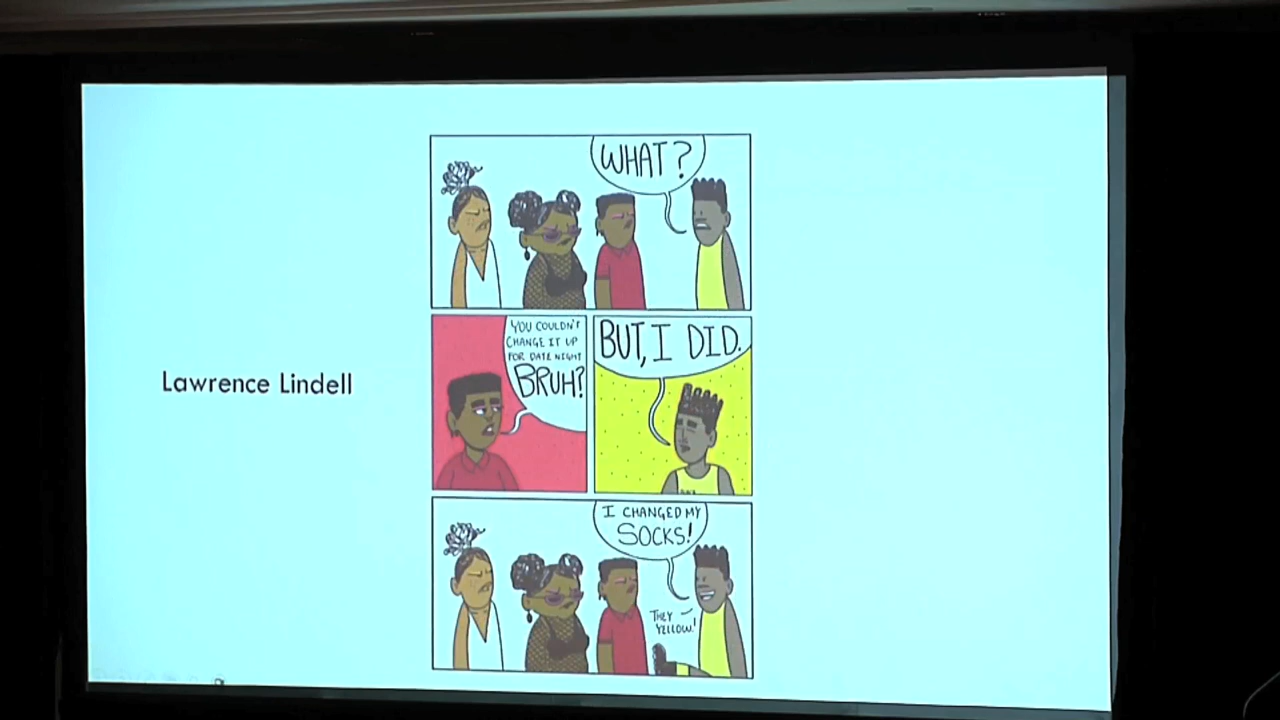 WHAT?
YOU COULDN'T
CHANGE IT UP
FOR DATE NIGHT
BRUH?
BUT, I DID.
Lawrence Lindell
I CHANGED MY
SOCKS!
THEY
YELLOW!